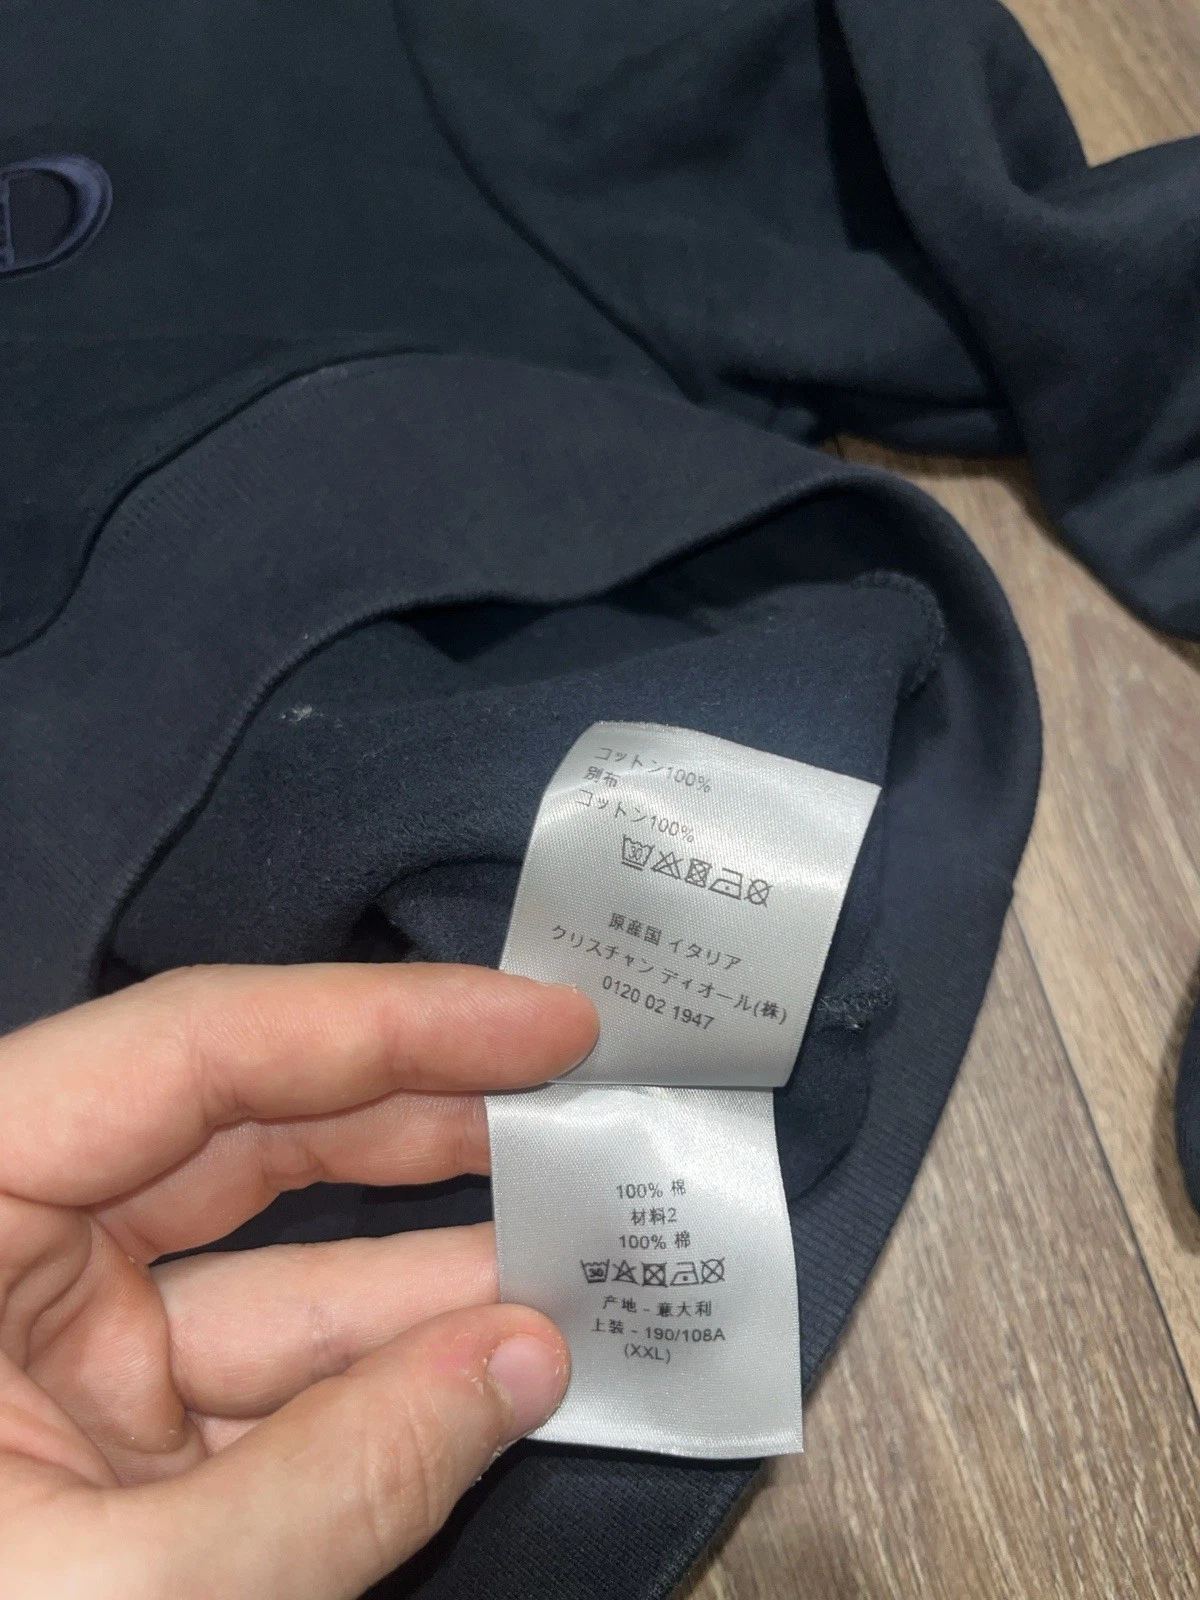 コットン100%
別布
コットン100%
30
原産国 イタリア
クリスチャン ディオール(株)
0120 02 1947
100% 棉
材料2
100% 棉
30
产地 - 意大利
上装 - 190/108A
(XXL)